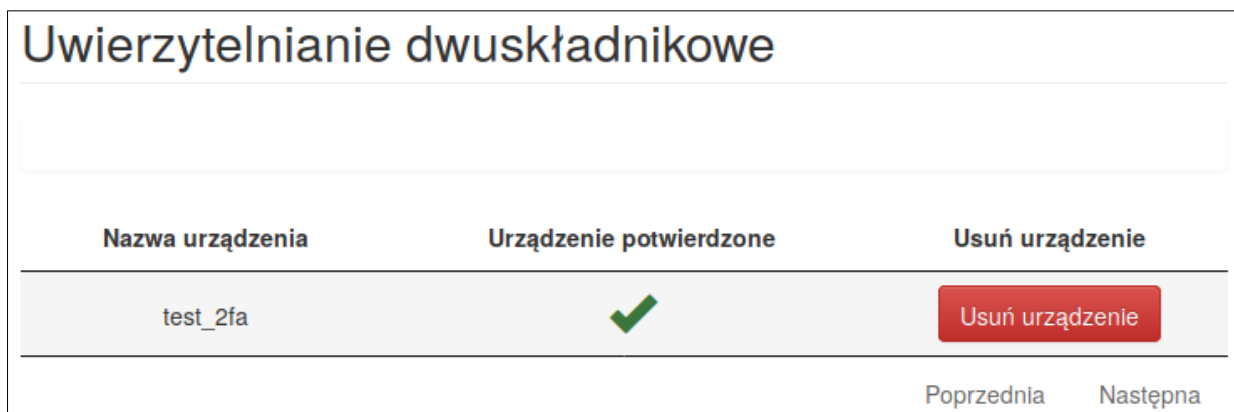 Uwierzytelnianie dwuskładnikowe
Nazwa urządzenia Urządzenie potwierdzone Usuń urządzenie
test_2fa Usuń urządzenie
Poprzednia Następna